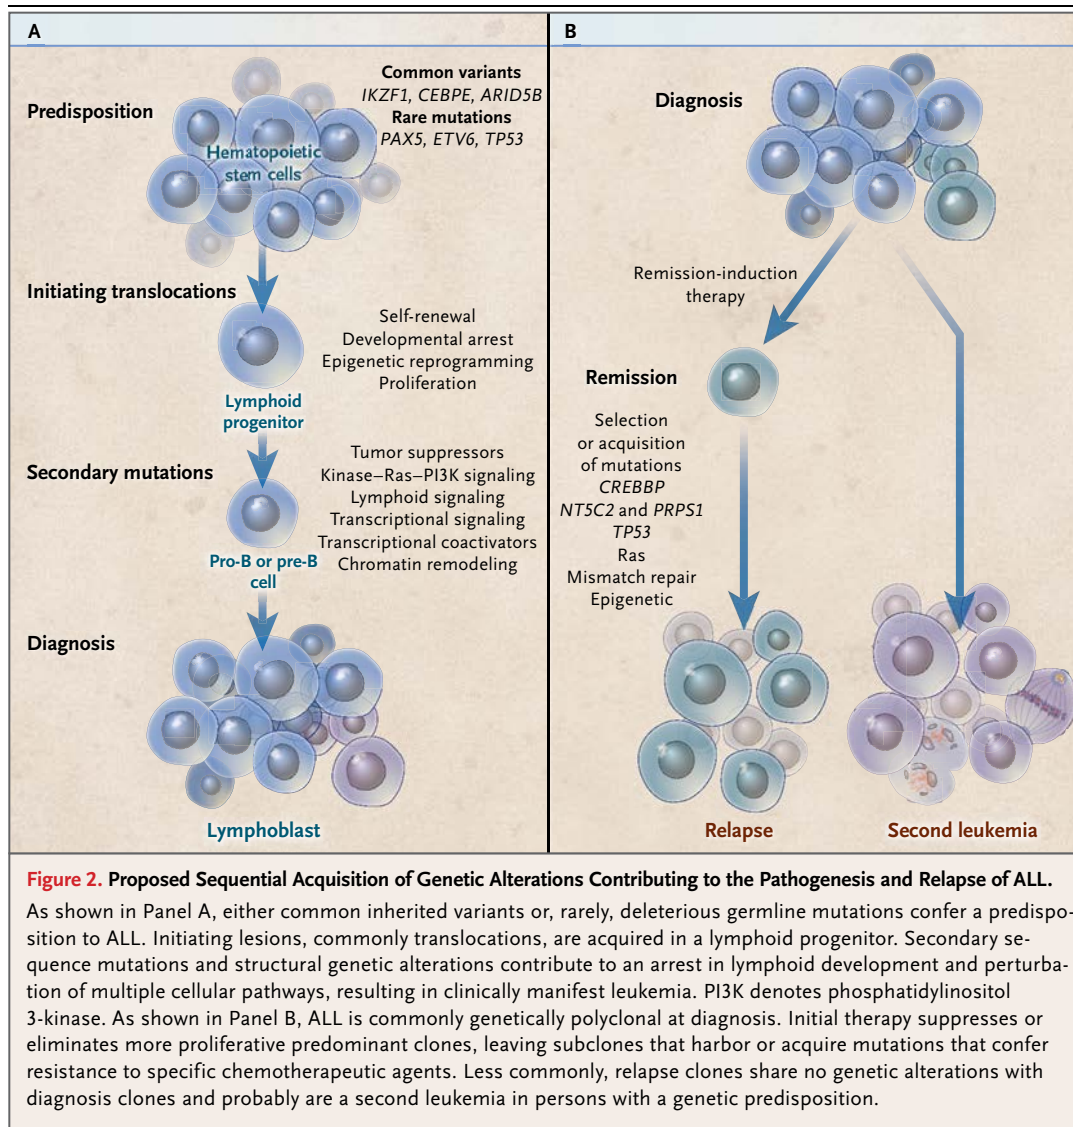 A
Predisposition
Common variants
IKZF1, CEBPE, ARID5B
Rare mutations
PAX5, ETV6, TP53
Hematopoietic
stem cells
Initiating translocations
Self-renewal
Developmental arrest
Epigenetic reprogramming
Proliferation
Lymphoid
progenitor
Secondary mutations
Tumor suppressors
Kinase–Ras–PI3K signaling
Lymphoid signaling
Transcriptional signaling
Transcriptional coactivators
Chromatin remodeling
Pro-B or pre-B
cell
Diagnosis
Lymphoblast
B
Diagnosis
Remission-induction
therapy
Remission
Selection
or acquisition
of mutations
CREBBP
NT5C2 and PRPS1
TP53
Ras
Mismatch repair
Epigenetic
Relapse
Second leukemia
Figure 2. Proposed Sequential Acquisition of Genetic Alterations Contributing to the Pathogenesis and Relapse of ALL.
As shown in Panel A, either common inherited variants or, rarely, deleterious germline mutations confer a predispo-
sition to ALL. Initiating lesions, commonly translocations, are acquired in a lymphoid progenitor. Secondary se-
quence mutations and structural genetic alterations contribute to an arrest in lymphoid development and perturba-
tion of multiple cellular pathways, resulting in clinically manifest leukemia. PI3K denotes phosphatidylinositol
3-kinase. As shown in Panel B, ALL is commonly genetically polyclonal at diagnosis. Initial therapy suppresses or
eliminates more proliferative predominant clones, leaving subclones that harbor or acquire mutations that confer
resistance to specific chemotherapeutic agents. Less commonly, relapse clones share no genetic alterations with
diagnosis clones and probably are a second leukemia in persons with a genetic predisposition.